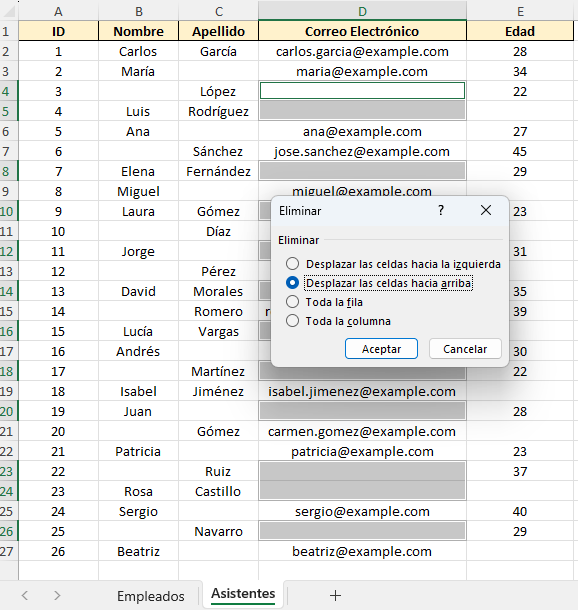 A B C D E
1 ID Nombre Apellido Correo Electrónico Edad
2 1 Carlos García carlos.garcia@example.com 28
3 2 María maria@example.com 34
4 3 López 22
5 4 Luis Rodríguez
6 5 Ana ana@example.com 27
7 6 Sánchez jose.sanchez@example.com 45
8 7 Elena Fernández 29
9 8 Miguel miguel@example.com
10 9 Laura Gómez 23
11 10 Díaz
12 11 Jorge 31
13 12 Pérez
14 13 David Morales 35
15 14 Romero 39
16 15 Lucía Vargas
17 16 Andrés 30
18 17 Martínez 22
19 18 Isabel Jiménez isabel.jimenez@example.com
20 19 Juan 28
21 20 Gómez carmen.gomez@example.com
22 21 Patricia patricia@example.com 23
23 22 Ruiz 37
24 23 Rosa Castillo
25 24 Sergio sergio@example.com 40
26 25 Navarro 29
27 26 Beatriz beatriz@example.com
Eliminar ?
Eliminar
Desplazar las celdas hacia la izquierda
Desplazar las celdas hacia arriba
Toda la fila
Toda la columna
Aceptar Cancelar
Empleados Asistentes